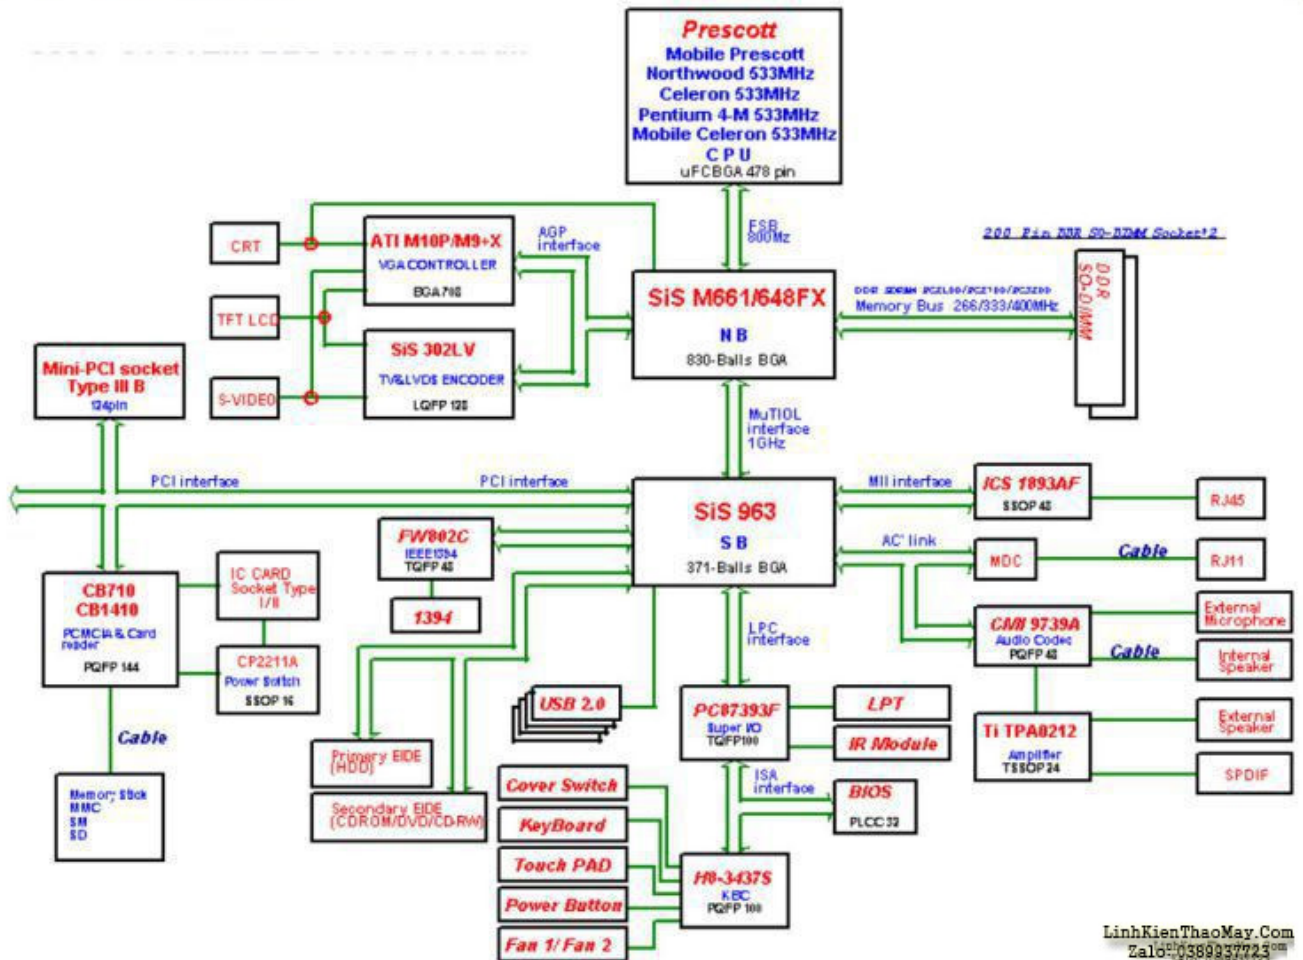 Prescott
Mobile Prescott
Northwood 533MHz
Celeron 533MHz
Pentium 4-M 533MHz
Mobile Celeron 533MHz
C P U
uFCBGA 478 pin
FSB
800Mz
CRT
ATI M10P/M9+X
VGA CONTROLLER
BGA708
AGP
interface
200 Pin DDR SO-DIMM Socket*2
DDR
SO-DIMM
SiS M661/648FX
N B
830-Balls BGA
DDR SDRAM PC2100/PC2700/PC3200
Memory Bus 266/333/400MHz
TFT LCD
SiS 302LV
TV&LVDS ENCODER
LQFP 128
S-VIDEO
Mini-PCI socket
Type III B
124pin
MuTIOL
interface
1GHz
PCI interface
PCI interface
SiS 963
S B
371-Balls BGA
MII interface
ICS 1893AF
SSOP 48
RJ45
FW802C
IEEE1394
TQFP 48
1394
AC' link
MDC
Cable
RJ11
CB710
CB1410
PCMCIA & Card
reader
PQFP 144
IC CARD
Socket Type
I/II
CP2211A
Power Switch
SSOP 16
LPC
interface
CMI 9739A
Audio Codec
PQFP 48
External
Microphone
Cable
Internal
Speaker
USB 2.0
PC87393F
Super I/O
TQFP100
LPT
IR Module
Ti TPA0212
Amplifier
TSSOP 24
External
Speaker
SPDIF
Cable
Memory Stick
MMC
SM
SD
Primary EIDE
(HDD)
Secondary EIDE
(CDROM/DVD/CD-RW)
ISA
interface
BIOS
PLCC 32
Cover Switch
KeyBoard
Touch PAD
Power Button
Fan 1/ Fan 2
H8-3437S
KBC
PQFP 100
LinhKienThaoMay.Com
Zalo:0389937723